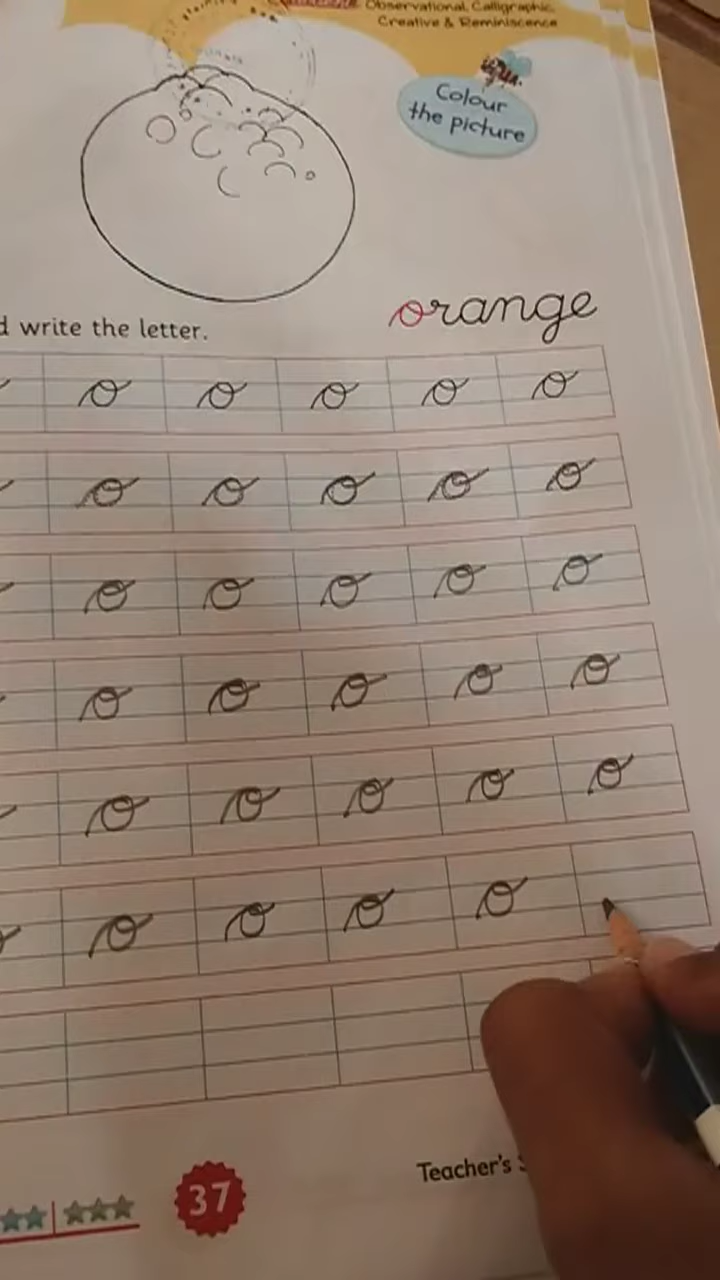 Observational, Calligraphic,
Creative & Reminiscence
Colour
the picture
orange
write the letter.
o o o o o
o o o o o
o o o o o
o o o o o
o o o o o
o o o o
Teacher's
37